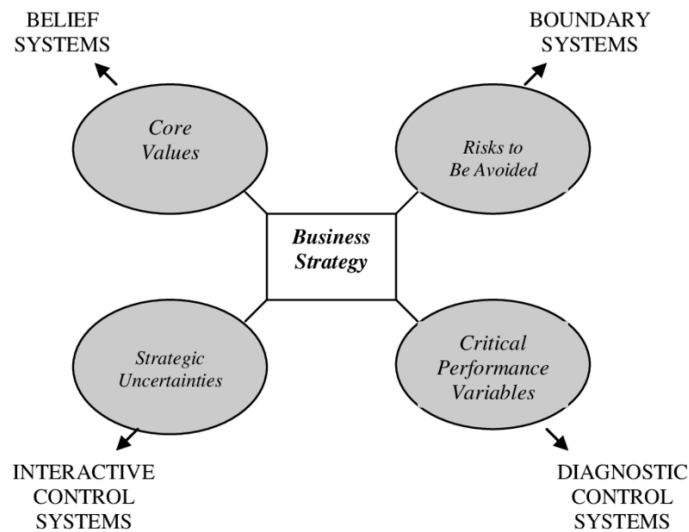 BELIEF
SYSTEMS
BOUNDARY
SYSTEMS
Core
Values
Risks to
Be Avoided
Business
Strategy
Strategic
Uncertainties
Critical
Performance
Variables
INTERACTIVE
CONTROL
SYSTEMS
DIAGNOSTIC
CONTROL
SYSTEMS